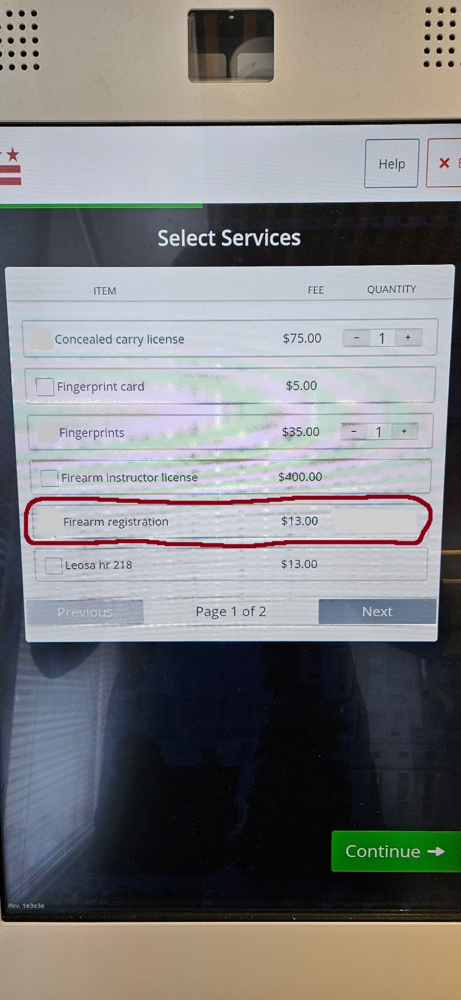 Help
Select Services
ITEM FEE QUANTITY
Concealed carry license $75.00 - 1 +
Fingerprint card $5.00
Fingerprints $35.00 - 1 +
Firearm instructor license $400.00
Firearm registration $13.00
Leosa hr 218 $13.00
Previous Page 1 of 2 Next
Continue →
Rev. 1e3e3e